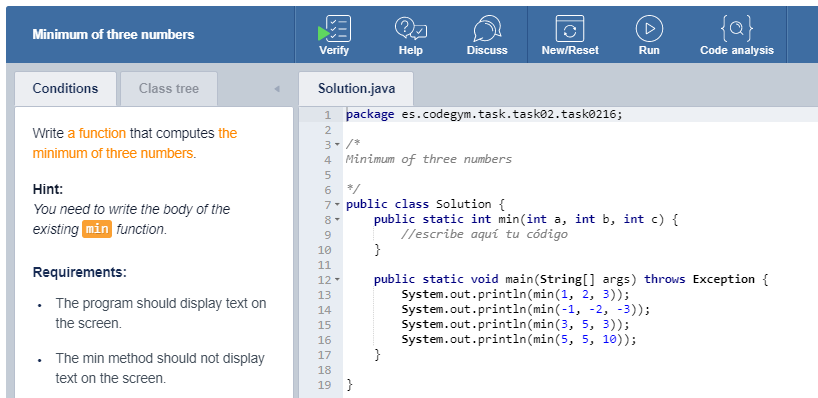 Minimum of three numbers
Verify
Help
Discuss
New/Reset
Run
Code analysis
Conditions
Class tree
Write a function that computes the
minimum of three numbers.
Hint:
You need to write the body of the
existing min function.
Requirements:
• The program should display text on
the screen.
• The min method should not display
text on the screen.
Solution.java
1 package es.codegym.task.task02.task0216;
2
3 /*
4 Minimum of three numbers
5
6 */
7 public class Solution {
8     public static int min(int a, int b, int c) {
9         //escribe aquí tu código
10     }
11
12     public static void main(String[] args) throws Exception {
13         System.out.println(min(1, 2, 3));
14         System.out.println(min(-1, -2, -3));
15         System.out.println(min(3, 5, 3));
16         System.out.println(min(5, 5, 10));
17     }
18
19 }